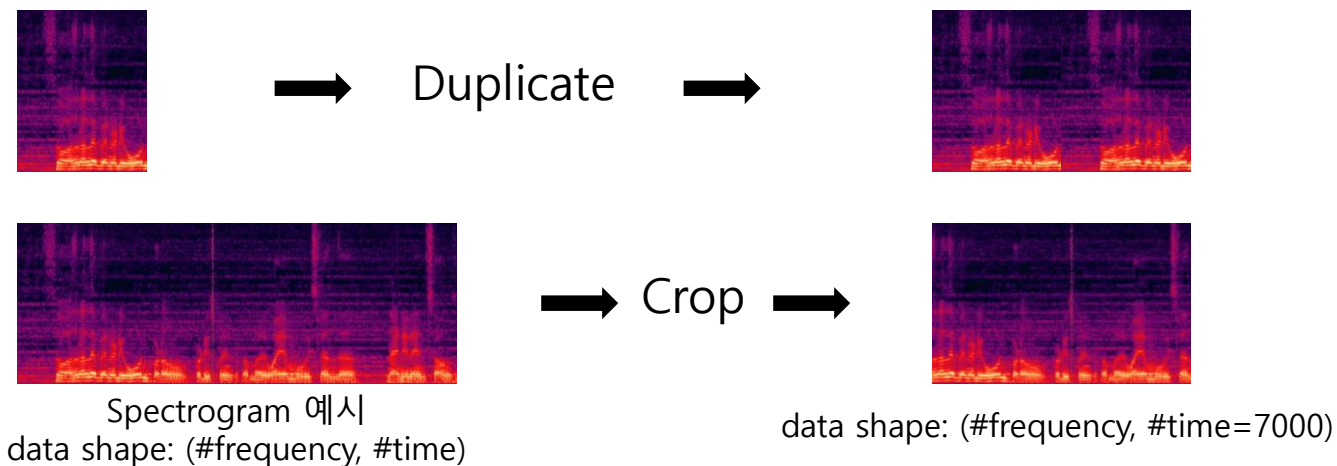 Duplicate
Crop
Spectrogram 예시
data shape: (#frequency, #time)
data shape: (#frequency, #time=7000)